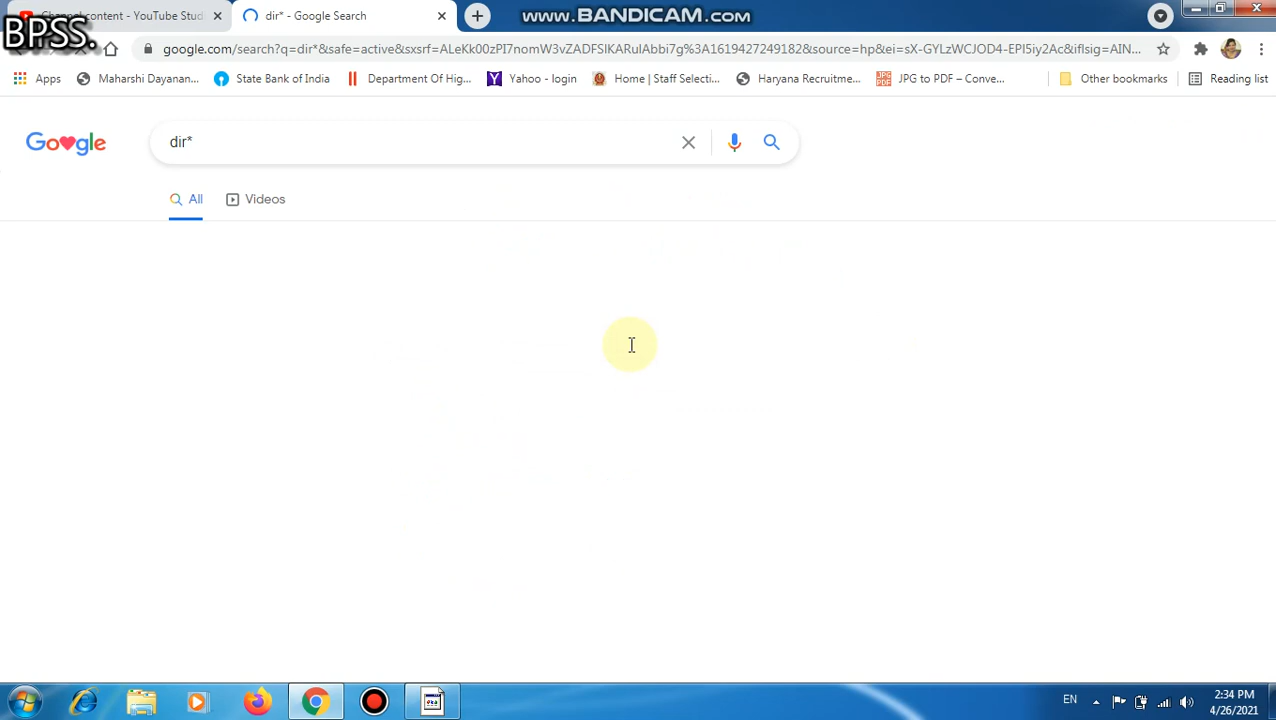 Channel content - YouTube Stud
dir* - Google Search
www.BANDICAM.com
BPSS.
google.com/search?q=dir*&safe=active&sxsrf=ALeKk00zPI7nomW3vZADFSIKARulAbbi7g%3A1619427249182&source=hp&ei=sX-GYLzWCJOD4-EPl5iy2Ac&iflsig=AIN...
Apps
Maharshi Dayanan...
State Bank of India
Department Of Hig...
Yahoo - login
Home | Staff Selecti...
Haryana Recruitme...
JPG to PDF – Conve...
Other bookmarks
Reading list
Google
dir*
All
Videos
EN
2:34 PM
4/26/2021